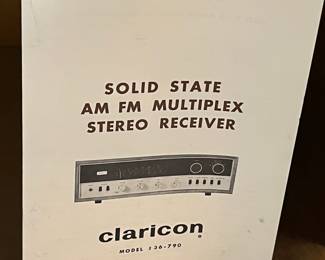 SOLID STATE
AM FM MULTIPLEX
STEREO RECEIVER
claricon®
MODEL 136-790